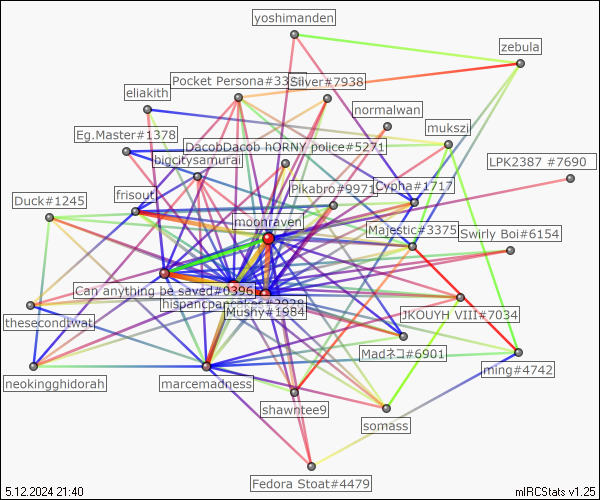 yoshimanden
zebula
Pocket Persona#33
Silver#7938
eliakith
normalwan
Eg.Master#1378
mukszi
DacobDacob hORNY police#5271
bigcitysamurai
LPK2387 #7690
Pikabro#9971
Cypha#1717
frisout
Duck#1245
moonraven
Majestic#3375
Swirly Boi#6154
Can anything be saved#0396
hispancpancakes#3928
Mushy#1984
JKOUYH VIII#7034
thesecondtwat
Madネコ#6901
ming#4742
neokingghidorah
marcemadness
shawntee9
somass
Fedora Stoat#4479
5.12.2024 21:40
mIRCStats v1.25